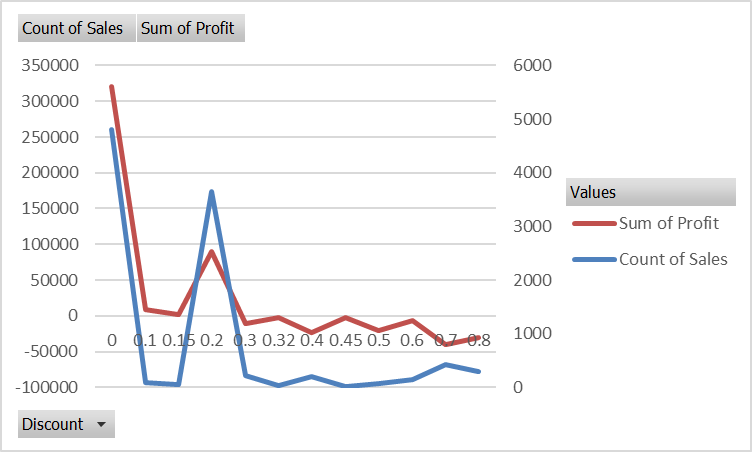 Count of Sales Sum of Profit
350000
300000
250000
200000
150000
100000
50000
0
-50000
-100000
6000
5000
4000
3000
2000
1000
0
0 0.1 0.15 0.2 0.3 0.32 0.4 0.45 0.5 0.6 0.7 0.8
Values
Sum of Profit
Count of Sales
Discount